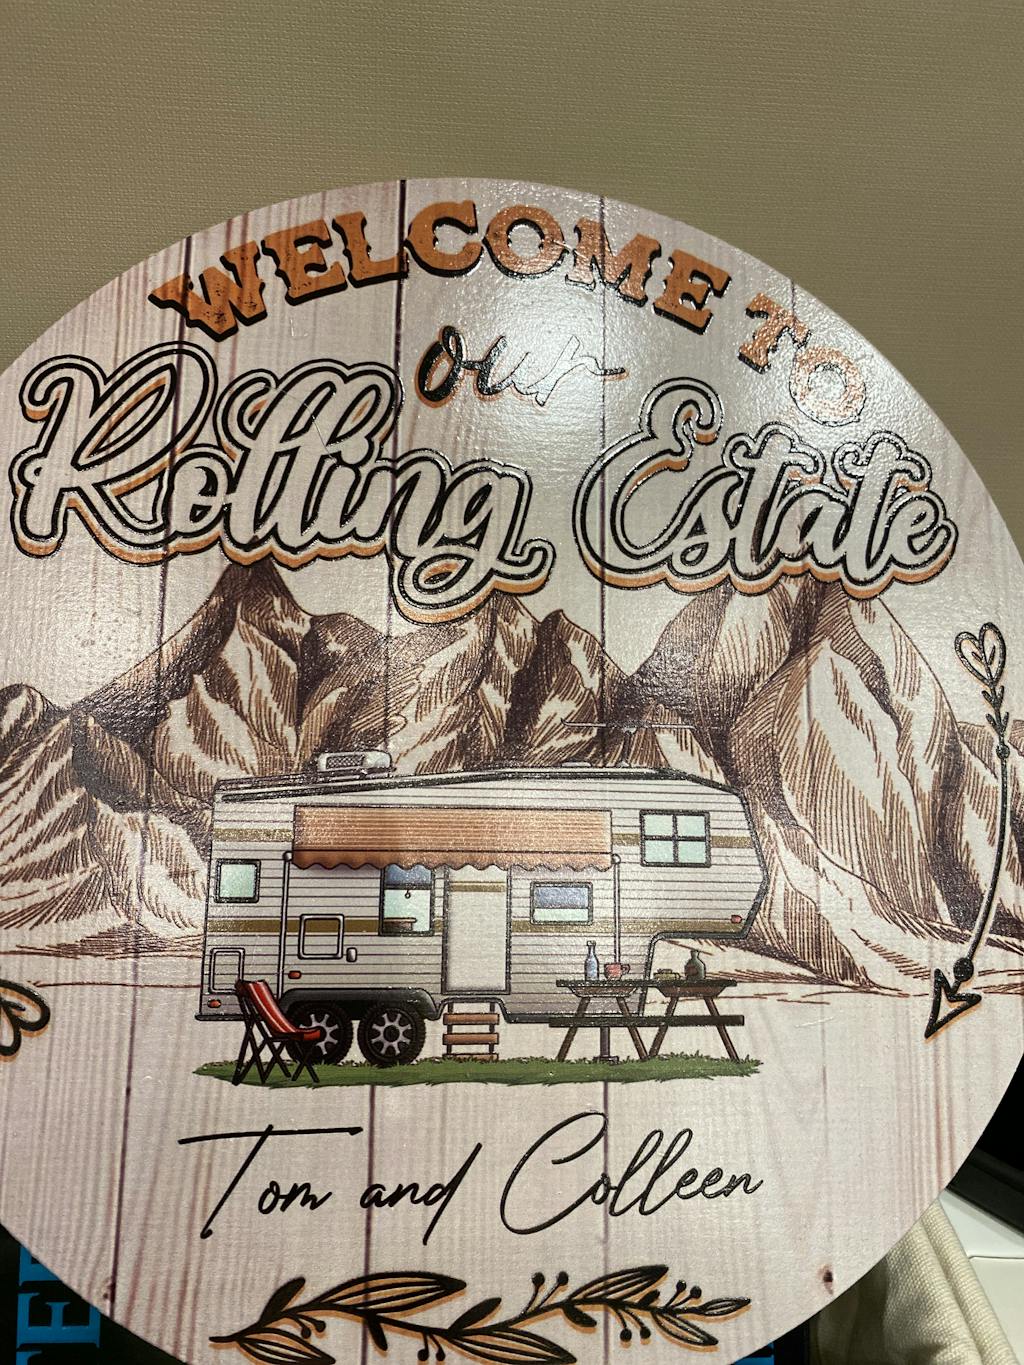 WELCOME TO
our
Rolling Estate
Tom and Colleen